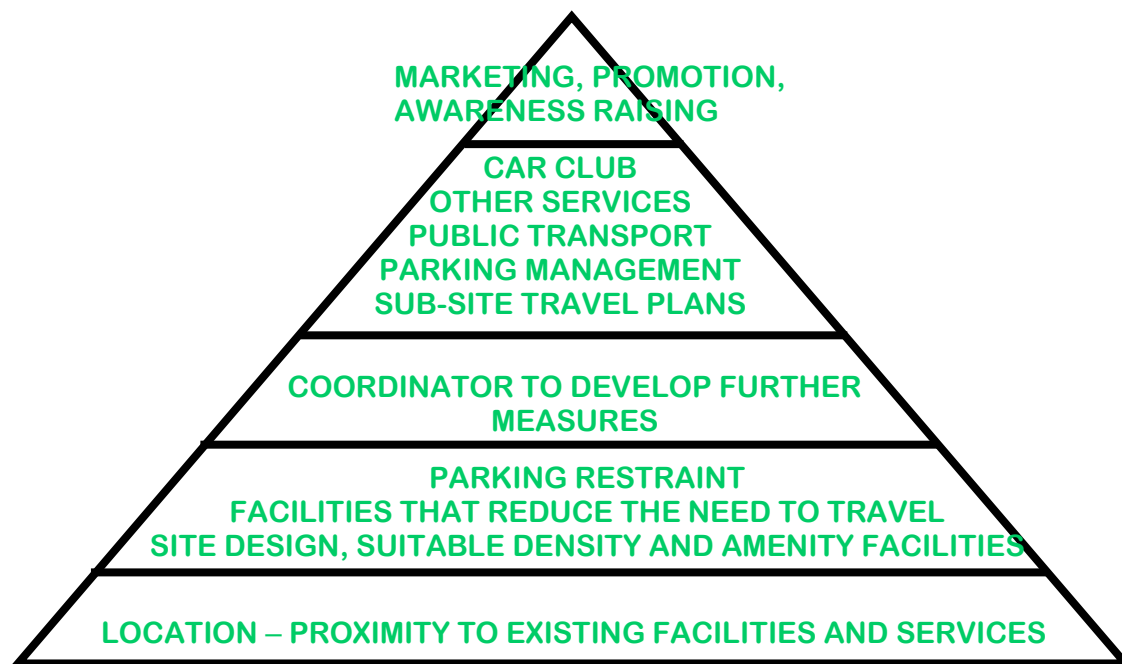 MARKETING, PROMOTION,
AWARENESS RAISING
CAR CLUB
OTHER SERVICES
PUBLIC TRANSPORT
PARKING MANAGEMENT
SUB-SITE TRAVEL PLANS
COORDINATOR TO DEVELOP FURTHER
MEASURES
PARKING RESTRAINT
FACILITIES THAT REDUCE THE NEED TO TRAVEL
SITE DESIGN, SUITABLE DENSITY AND AMENITY FACILITIES
LOCATION – PROXIMITY TO EXISTING FACILITIES AND SERVICES